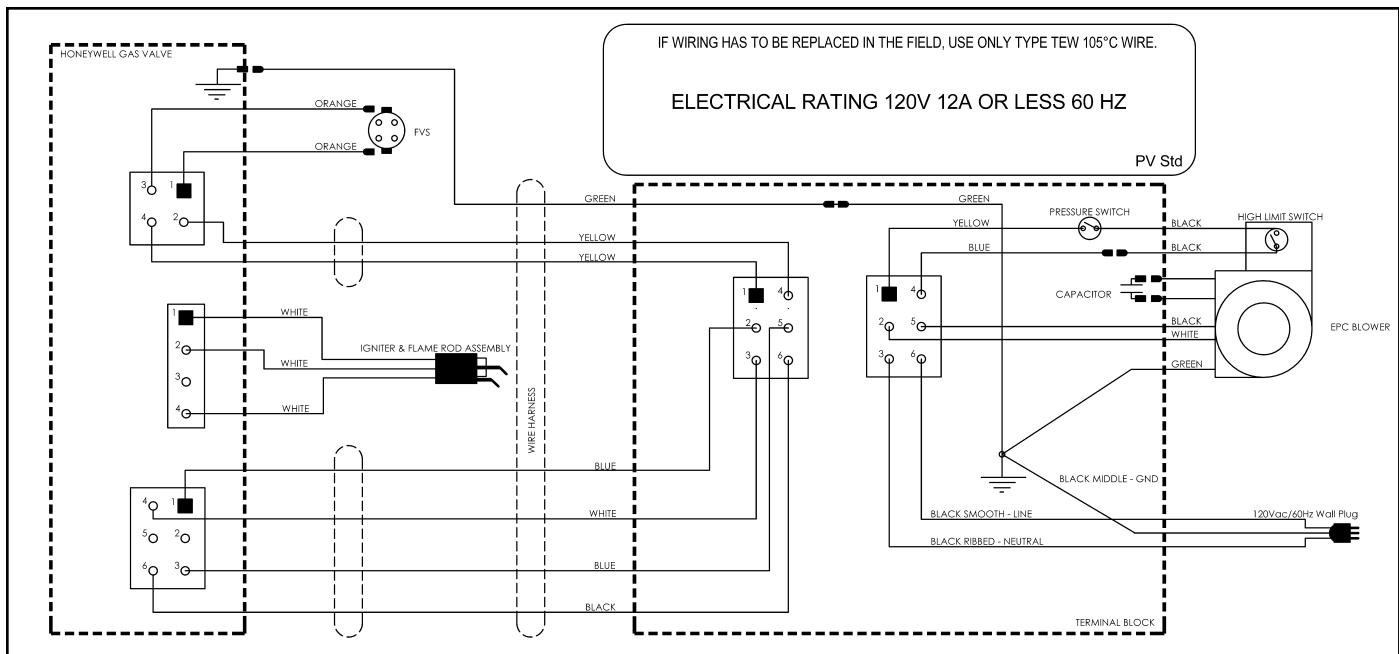 IF WIRING HAS TO BE REPLACED IN THE FIELD, USE ONLY TYPE TEW 105°C WIRE.
ELECTRICAL RATING 120V 12A OR LESS 60 HZ
PV Std
HONEYWELL GAS VALVE
ORANGE
FVS
ORANGE
3
1
4
2
GREEN
GREEN
YELLOW
PRESSURE SWITCH
BLACK
HIGH LIMIT SWITCH
YELLOW
YELLOW
BLUE
BLACK
CAPACITOR
1
4
2
5
3
6
1
4
2
5
3
6
BLACK
WHITE
EPC BLOWER
GREEN
1
2
3
4
WHITE
WHITE
WHITE
IGNITER & FLAME ROD ASSEMBLY
WIRE HARNESS
BLUE
WHITE
BLUE
BLACK
4
1
5
2
6
3
BLACK MIDDLE - GND
BLACK SMOOTH - LINE
120Vac/60Hz Wall Plug
BLACK RIBBED - NEUTRAL
TERMINAL BLOCK